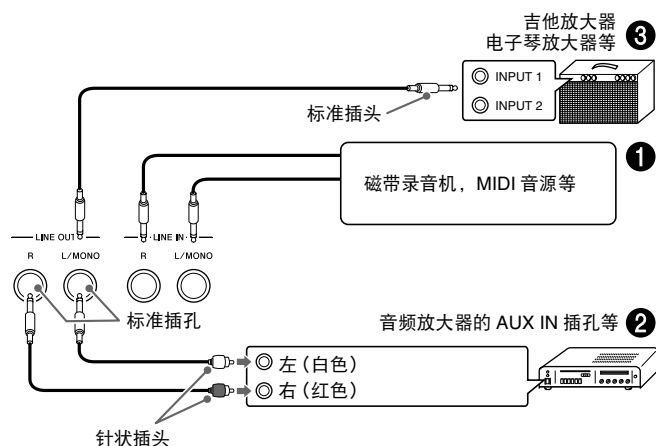 吉他放大器
电子琴放大器等 ❸
INPUT 1
INPUT 2
标准插头
❶
磁带录音机，MIDI 音源等
LINE OUT
R L/MONO
LINE IN
R L/MONO
标准插孔
音频放大器的 AUX IN 插孔等 ❷
左（白色）
右（红色）
针状插头